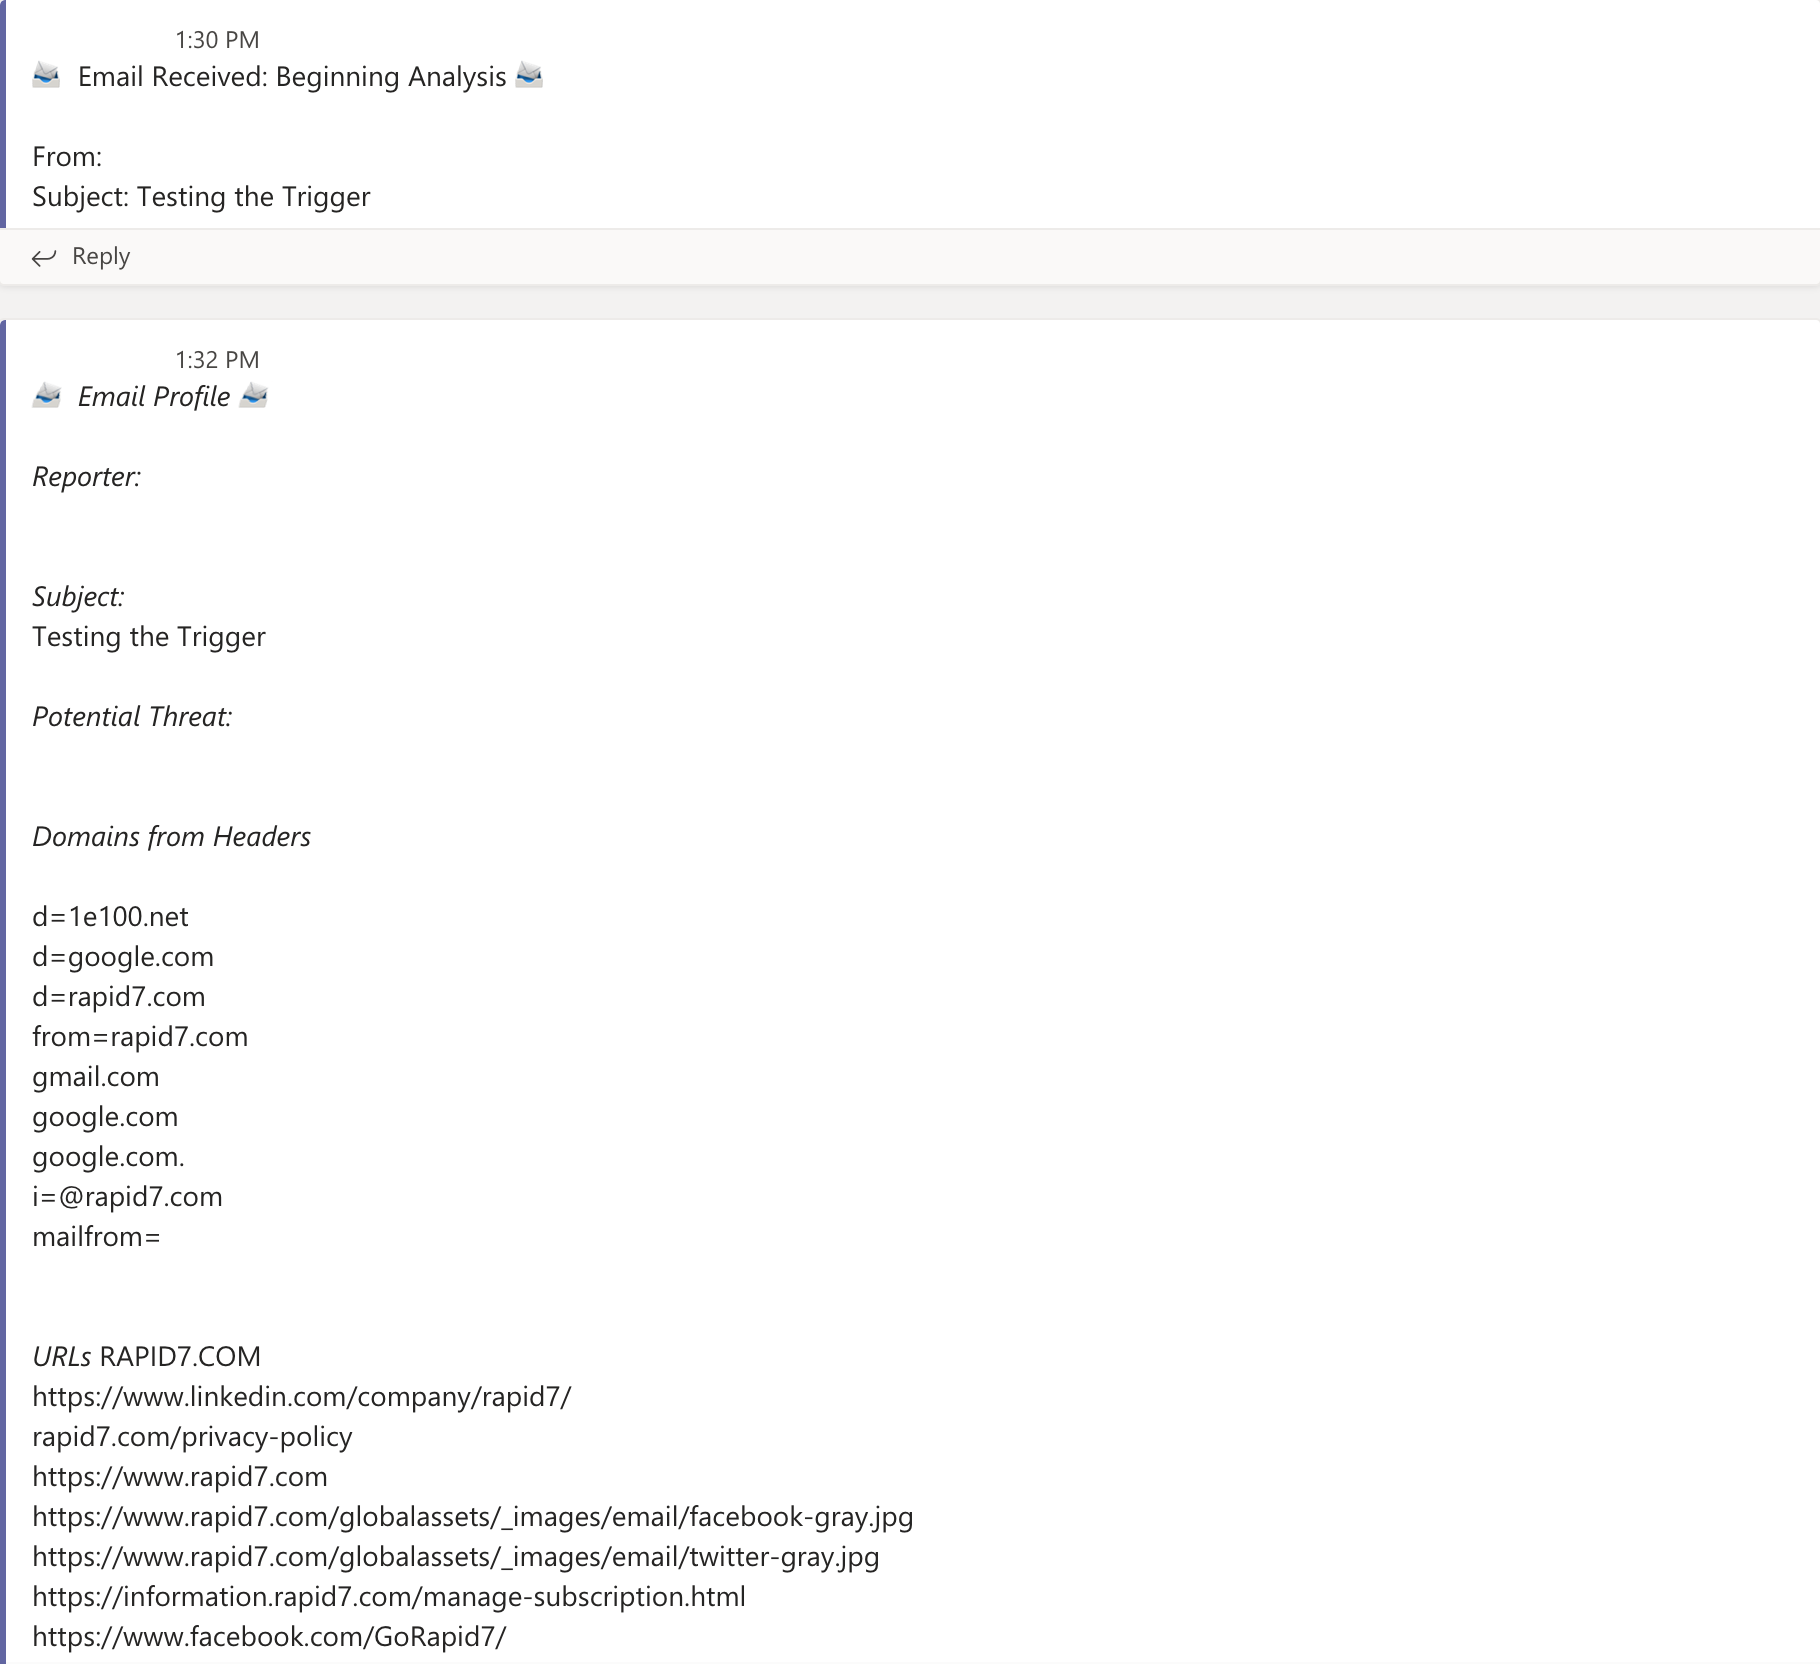 1:30 PM
Email Received: Beginning Analysis
From:
Subject: Testing the Trigger
Reply
1:32 PM
Email Profile
Reporter:
Subject:
Testing the Trigger
Potential Threat:
Domains from Headers
d=1e100.net
d=google.com
d=rapid7.com
from=rapid7.com
gmail.com
google.com
google.com.
i=@rapid7.com
mailfrom=
URLs RAPID7.COM
https://www.linkedin.com/company/rapid7/
rapid7.com/privacy-policy
https://www.rapid7.com
https://www.rapid7.com/globalassets/_images/email/facebook-gray.jpg
https://www.rapid7.com/globalassets/_images/email/twitter-gray.jpg
https://information.rapid7.com/manage-subscription.html
https://www.facebook.com/GoRapid7/